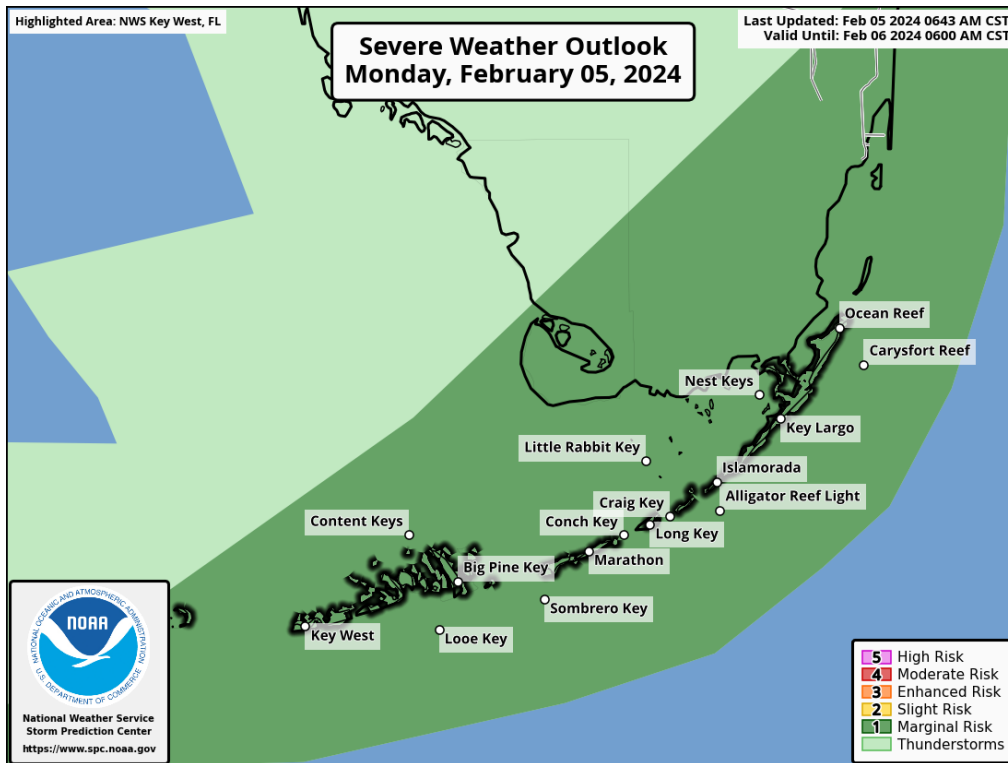 Highlighted Area: NWS Key West, FL
Last Updated: Feb 05 2024 0643 AM CST
Valid Until: Feb 06 2024 0600 AM CST
Severe Weather Outlook
Monday, February 05, 2024
Ocean Reef
Carysfort Reef
Nest Keys
Key Largo
Little Rabbit Key
Islamorada
Alligator Reef Light
Craig Key
Content Keys
Conch Key
Long Key
Marathon
Big Pine Key
Sombrero Key
Key West
Looe Key
NATIONAL OCEANIC AND ATMOSPHERIC ADMINISTRATION
NOAA
U.S. DEPARTMENT OF COMMERCE
National Weather Service
Storm Prediction Center
https://www.spc.noaa.gov
5 High Risk
4 Moderate Risk
3 Enhanced Risk
2 Slight Risk
1 Marginal Risk
Thunderstorms